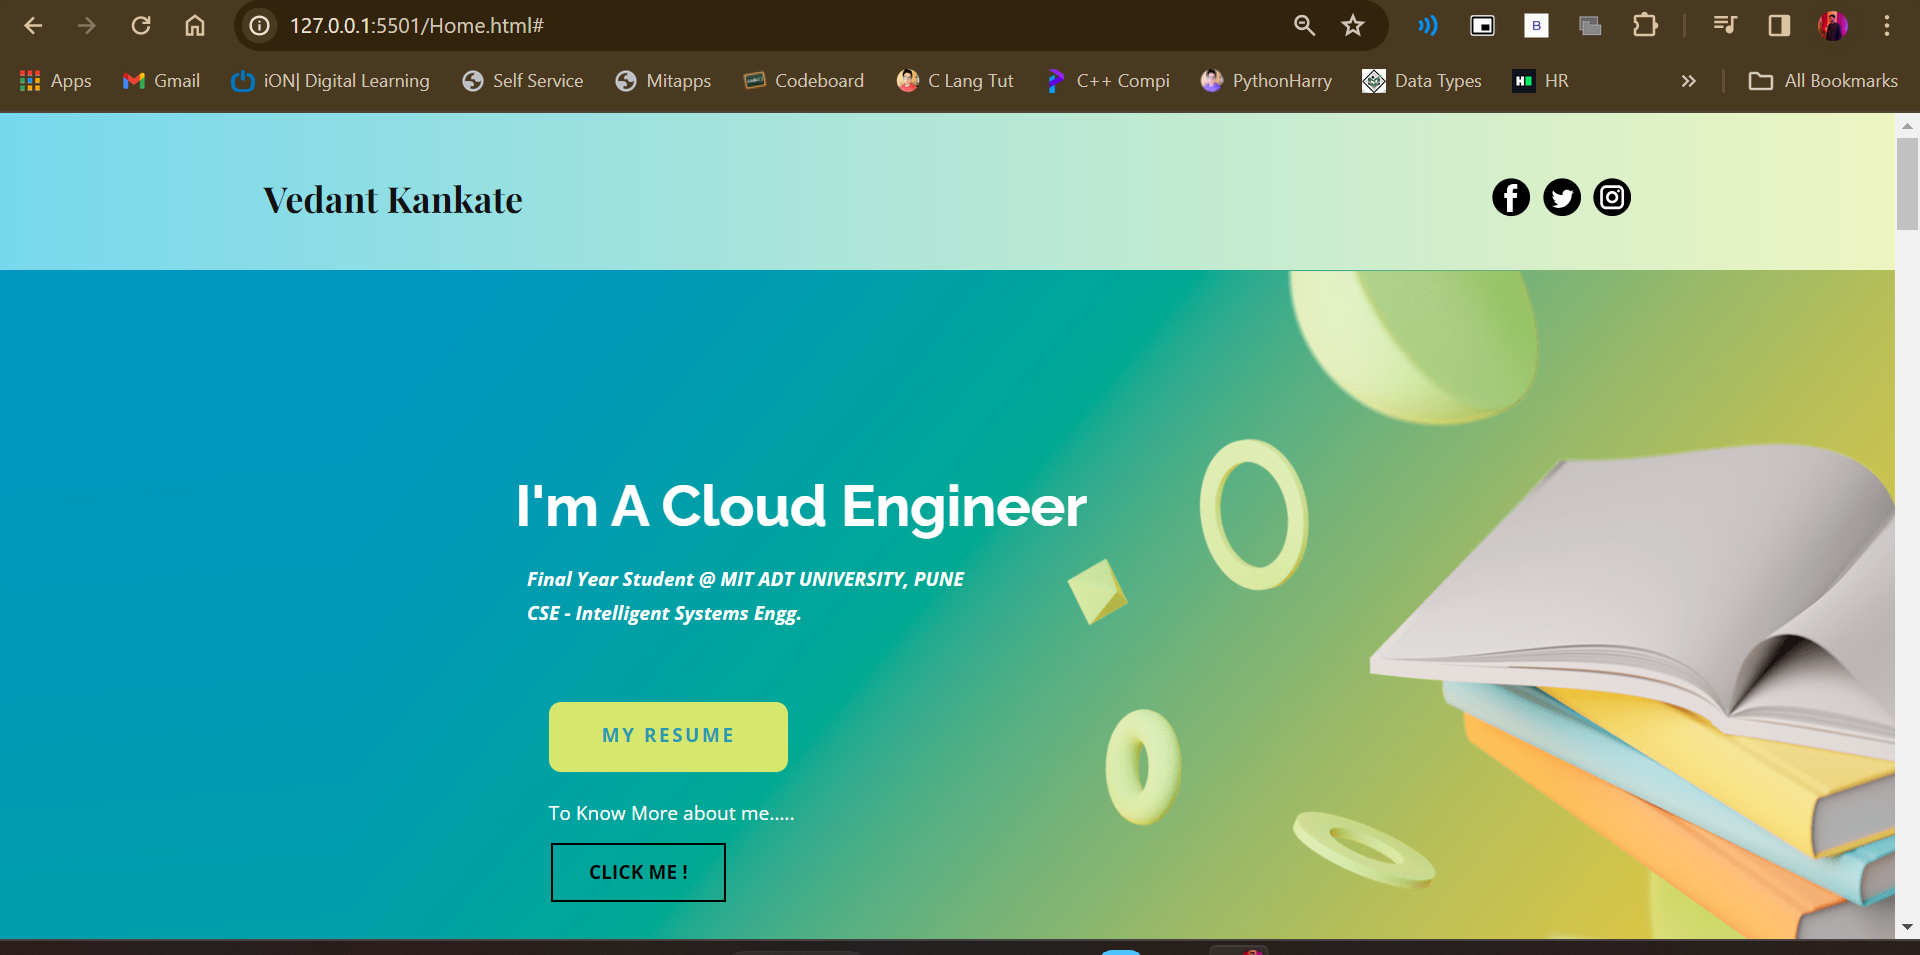 127.0.0.1:5501/Home.html#
B
Apps
Gmail
iON| Digital Learning
Self Service
Mitapps
Codeboard
C Lang Tut
C++ Compi
PythonHarry
Data Types
H
HR
»
All Bookmarks
Vedant Kankate
I'm A Cloud Engineer
Final Year Student @ MIT ADT UNIVERSITY, PUNE
CSE - Intelligent Systems Engg.
MY RESUME
To Know More about me.....
CLICK ME !